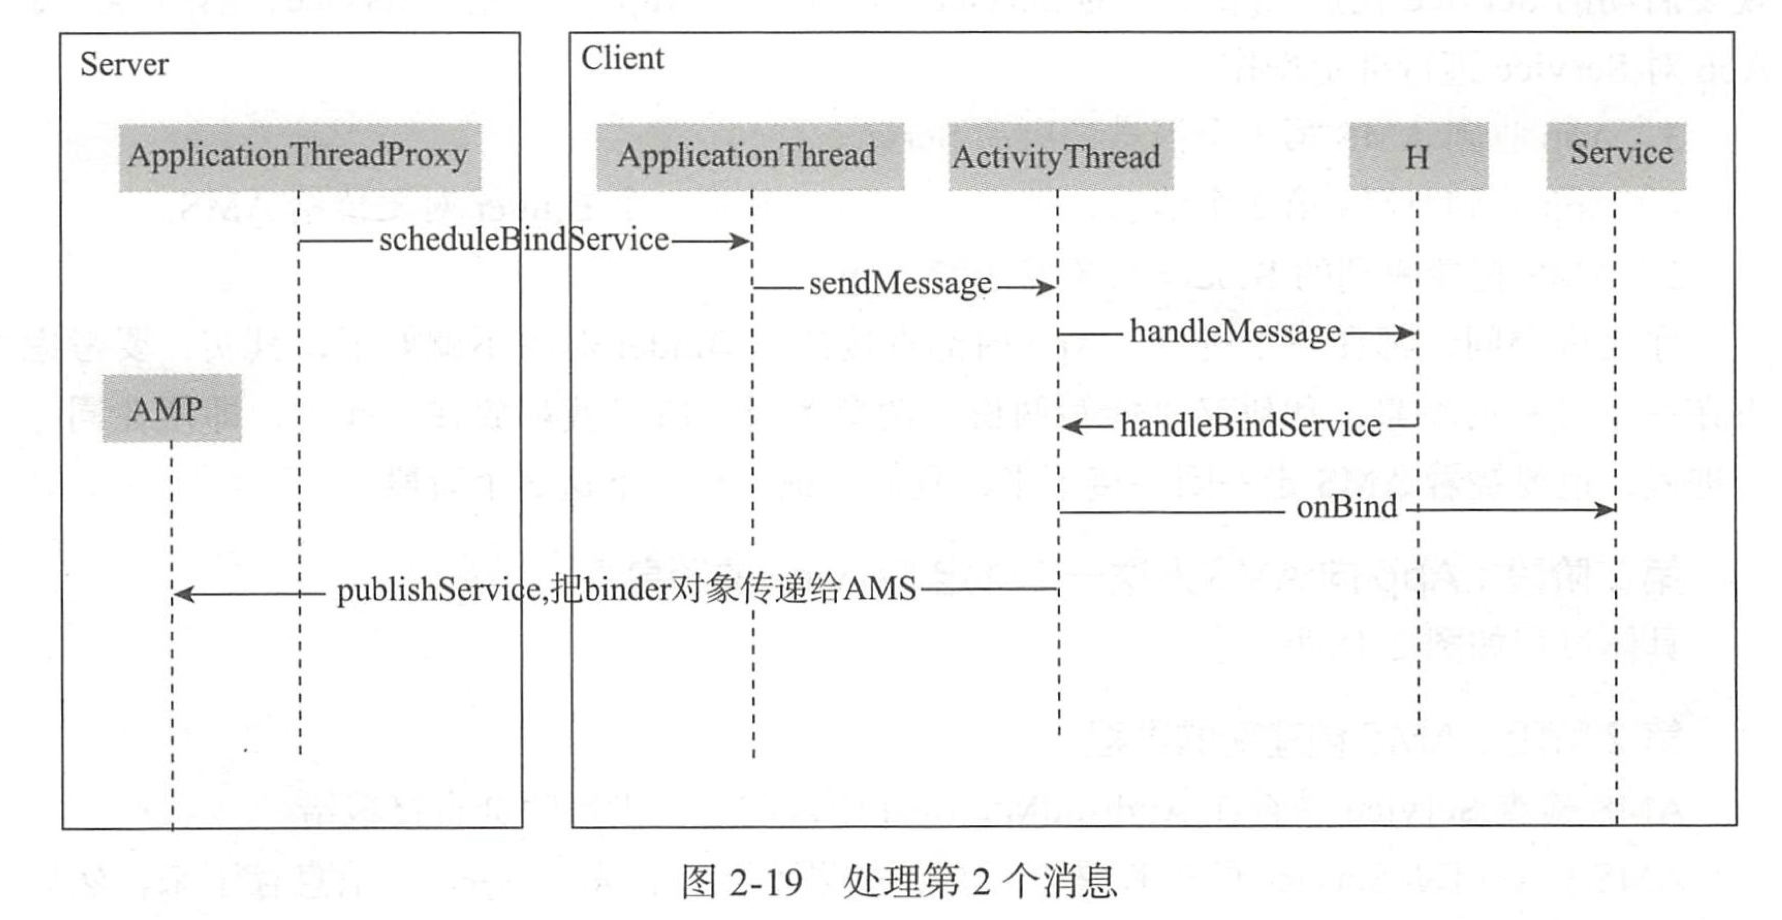 Server
Client
ApplicationThreadProxy
ApplicationThread
ActivityThread
H
Service
scheduleBindService
sendMessage
handleMessage
AMP
handleBindService
onBind
publishService,把binder对象传递给AMS
图 2-19 处理第 2 个消息